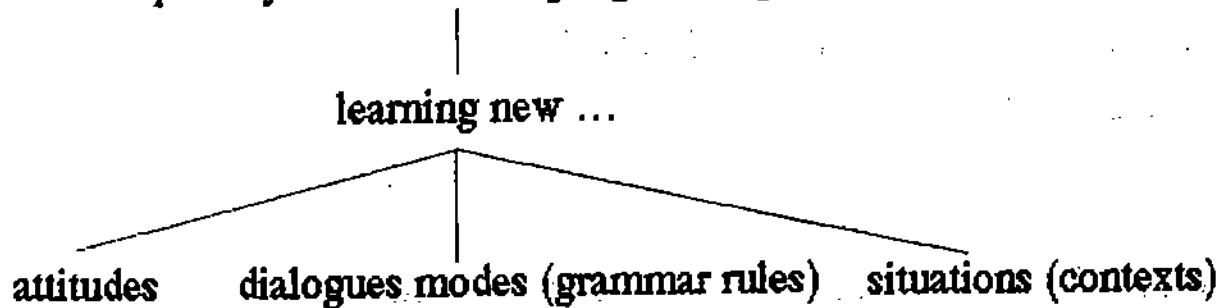 learning new ...
attitudes dialogues modes (grammar rules) situations (contexts)